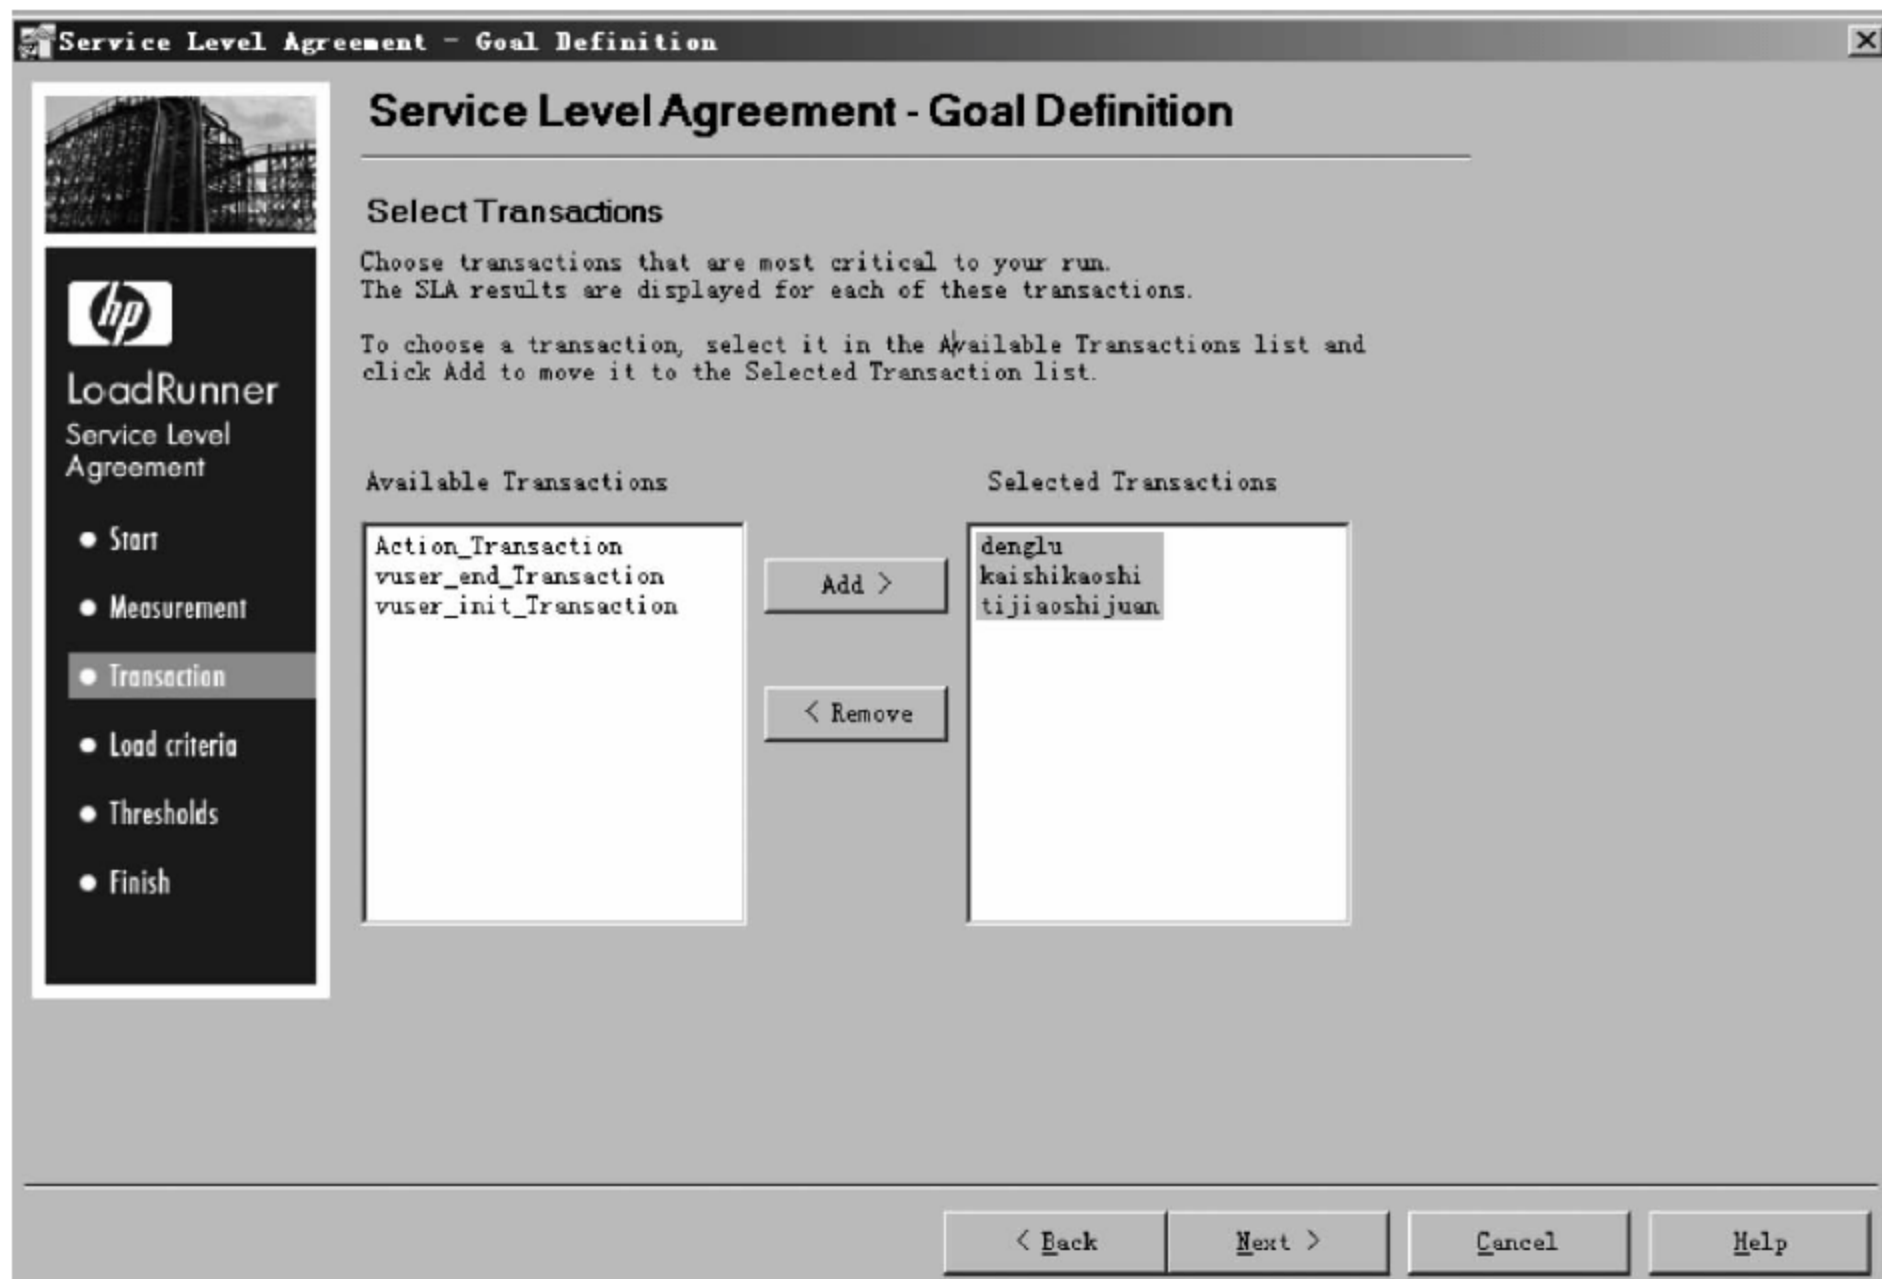 Service Level Agreement - Goal Definition
Service Level Agreement - Goal Definition
Select Transactions
Choose transactions that are most critical to your run.
The SLA results are displayed for each of these transactions.
To choose a transaction, select it in the Available Transactions list and
click Add to move it to the Selected Transaction list.
hp
LoadRunner
Service Level
Agreement
Start
Measurement
Transaction
Load criteria
Thresholds
Finish
Available Transactions
Action_Transaction
vuser_end_Transaction
vuser_init_Transaction
Add >
< Remove
Selected Transactions
denglu
kaishikaoshi
tijiaoshijuan
< Back
Next >
Cancel
Help